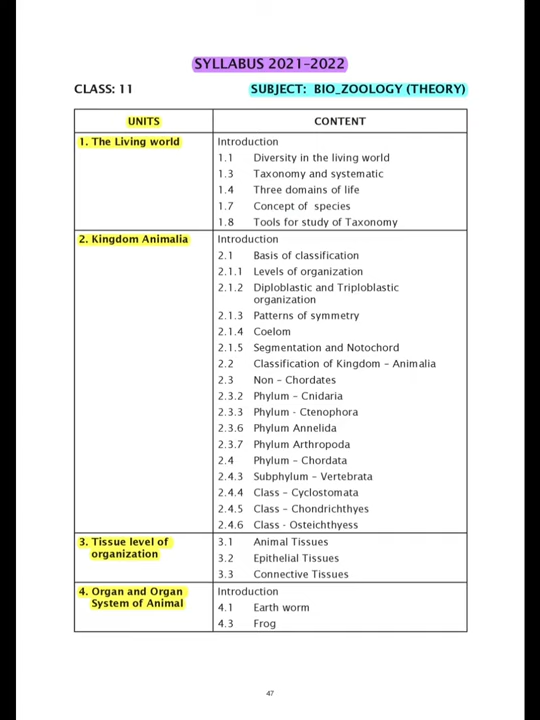 SYLLABUS 2021–2022
CLASS: 11 SUBJECT: BIO_ZOOLOGY (THEORY)
UNITS CONTENT
1. The Living world Introduction
1.1 Diversity in the living world
1.3 Taxonomy and systematic
1.4 Three domains of life
1.7 Concept of species
1.8 Tools for study of Taxonomy
2. Kingdom Animalia Introduction
2.1 Basis of classification
2.1.1 Levels of organization
2.1.2 Diploblastic and Triploblastic
organization
2.1.3 Patterns of symmetry
2.1.4 Coelom
2.1.5 Segmentation and Notochord
2.2 Classification of Kingdom – Animalia
2.3 Non – Chordates
2.3.2 Phylum – Cnidaria
2.3.3 Phylum - Ctenophora
2.3.6 Phylum Annelida
2.3.7 Phylum Arthropoda
2.4 Phylum – Chordata
2.4.3 Subphylum – Vertebrata
2.4.4 Class – Cyclostomata
2.4.5 Class – Chondrichthyes
2.4.6 Class - Osteichthyess
3. Tissue level of 3.1 Animal Tissues
organization 3.2 Epithelial Tissues
3.3 Connective Tissues
4. Organ and Organ Introduction
System of Animal 4.1 Earth worm
4.3 Frog
47